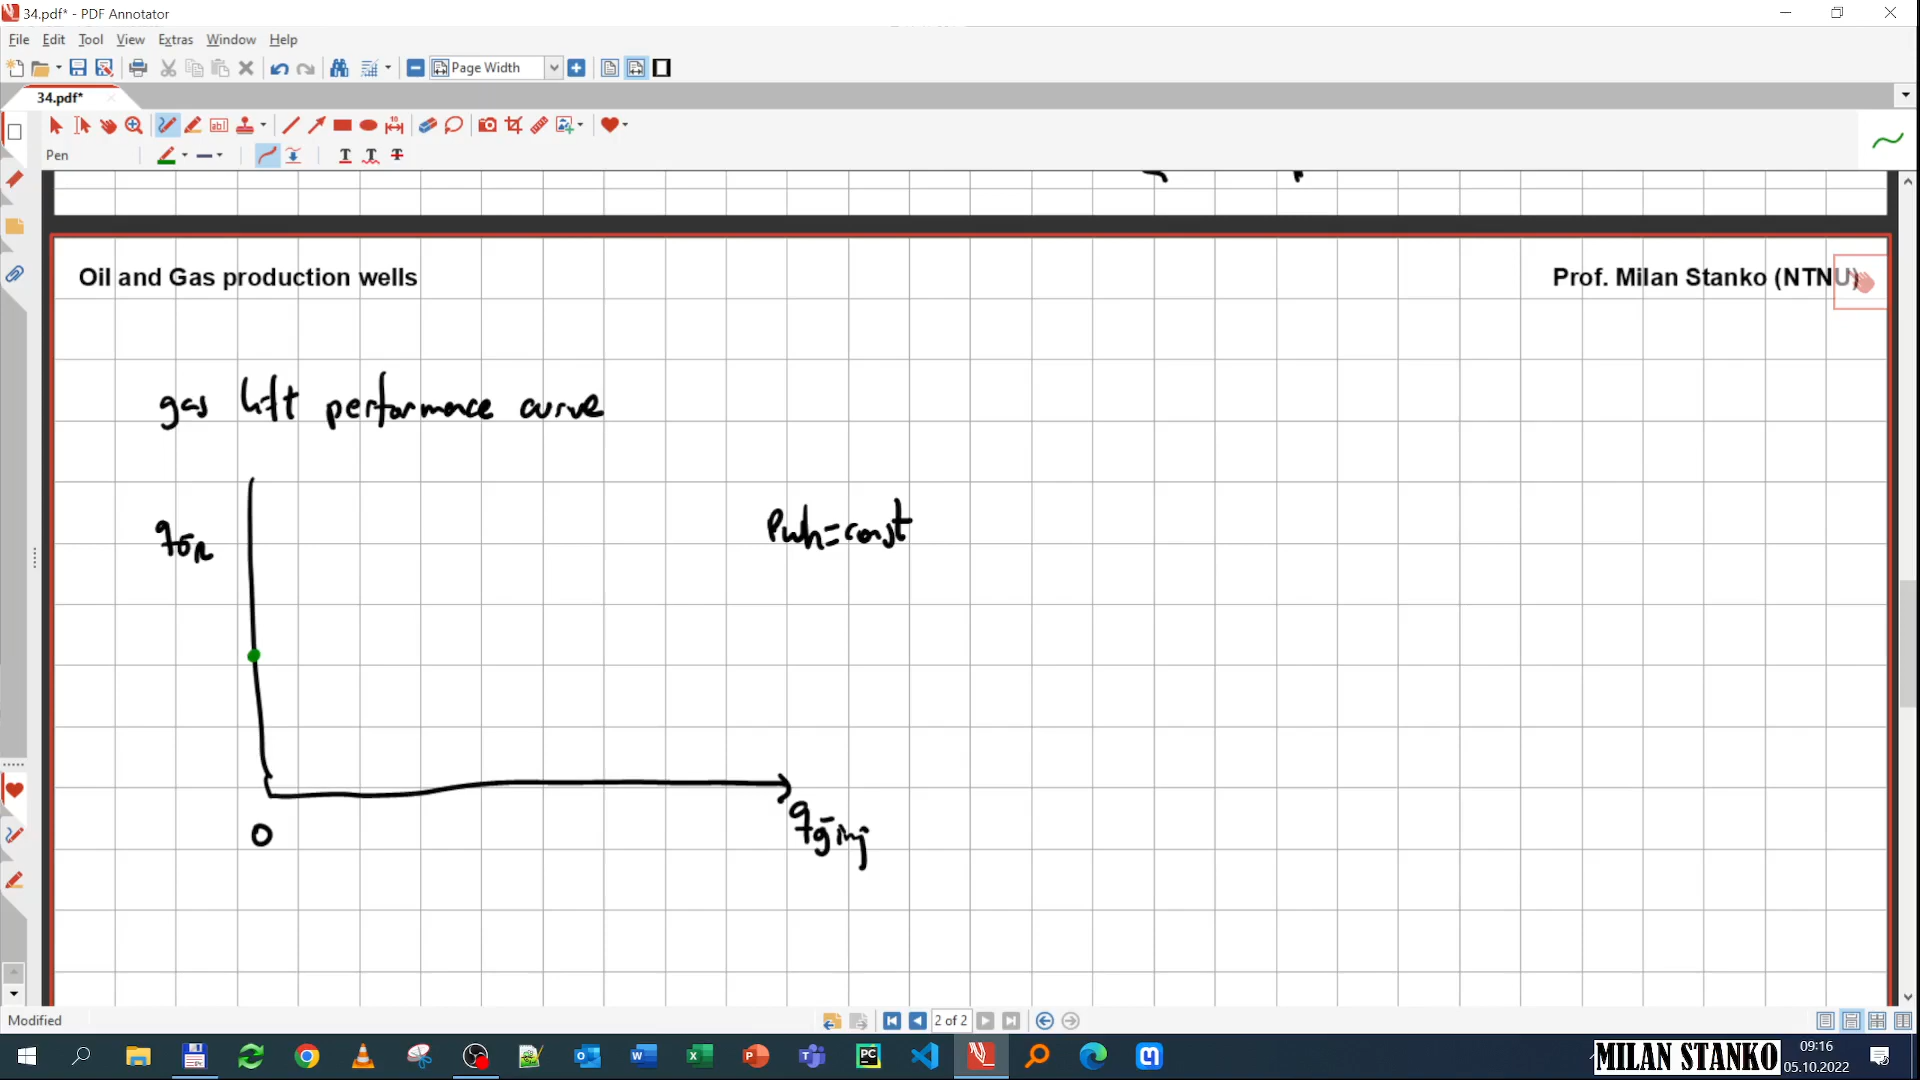 34.pdf* - PDF Annotator
File Edit Tool View Extras Window Help
Page Width
34.pdf*
Pen
Oil and Gas production wells
Prof. Milan Stanko (NTNU)
gas lift performance curve
Pwh=const
0
Modified
2 of 2
MILAN STANKO
09:16
05.10.2022